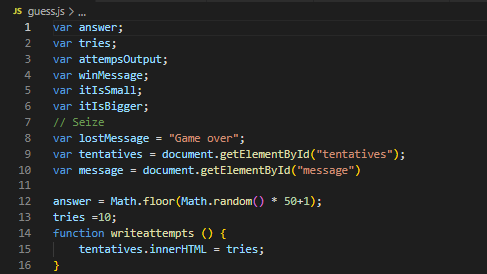 JS guess.js > ...
1 var answer;
2 var tries;
3 var attempsOutput;
4 var winMessage;
5 var itIsSmall;
6 var itIsBigger;
7 // Seize
8 var lostMessage = "Game over";
9 var tentatives = document.getElementById("tentatives");
10 var message = document.getElementById("message")
11
12 answer = Math.floor(Math.random() * 50+1);
13 tries =10;
14 function writeattempts () {
15     tentatives.innerHTML = tries;
16 }